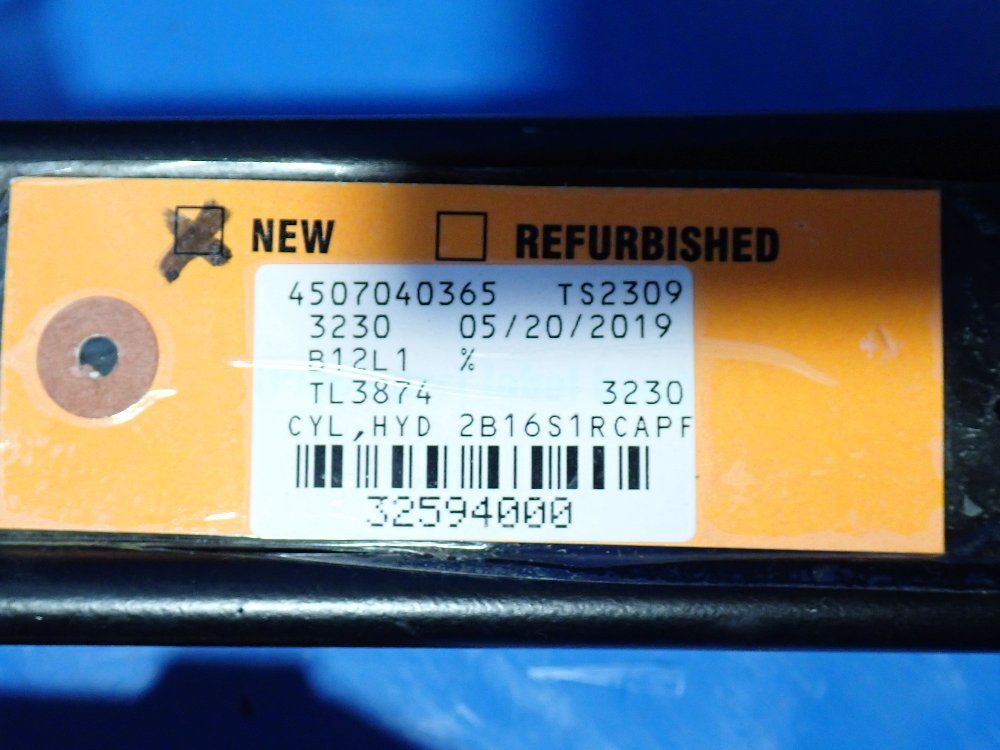 NEW REFURBISHED
4507040365 TS2309
3230 05/20/2019
B12L1 %
TL3874 3230
CYL,HYD 2B16S1RCAPF
32594000